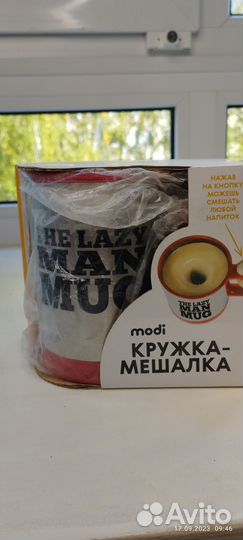 THE LAZY
MAN
MUG
НАЖАВ
НА КНОПКУ
МОЖЕШЬ
СМЕШАТЬ
ЛЮБОЙ
НАПИТОК
THE LAZY
MAN
MUG
modi
КРУЖКА-
МЕШАЛКА
Avito
17.09.2023 09:46